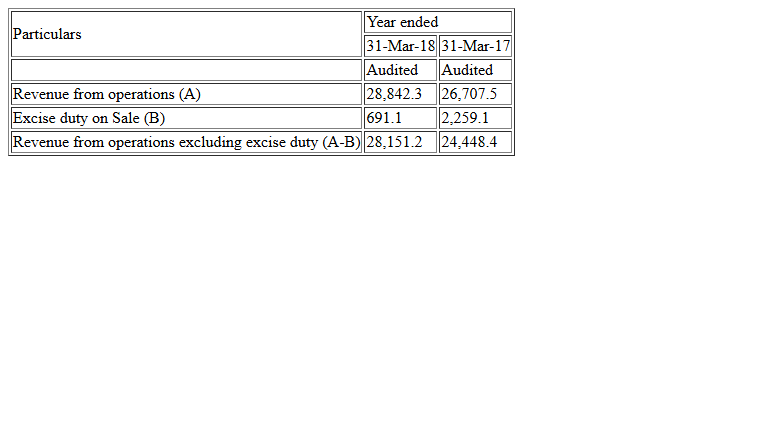 Particulars
Year ended
31-Mar-18 31-Mar-17
Audited Audited
Revenue from operations (A) 28,842.3 26,707.5
Excise duty on Sale (B) 691.1 2,259.1
Revenue from operations excluding excise duty (A-B) 28,151.2 24,448.4